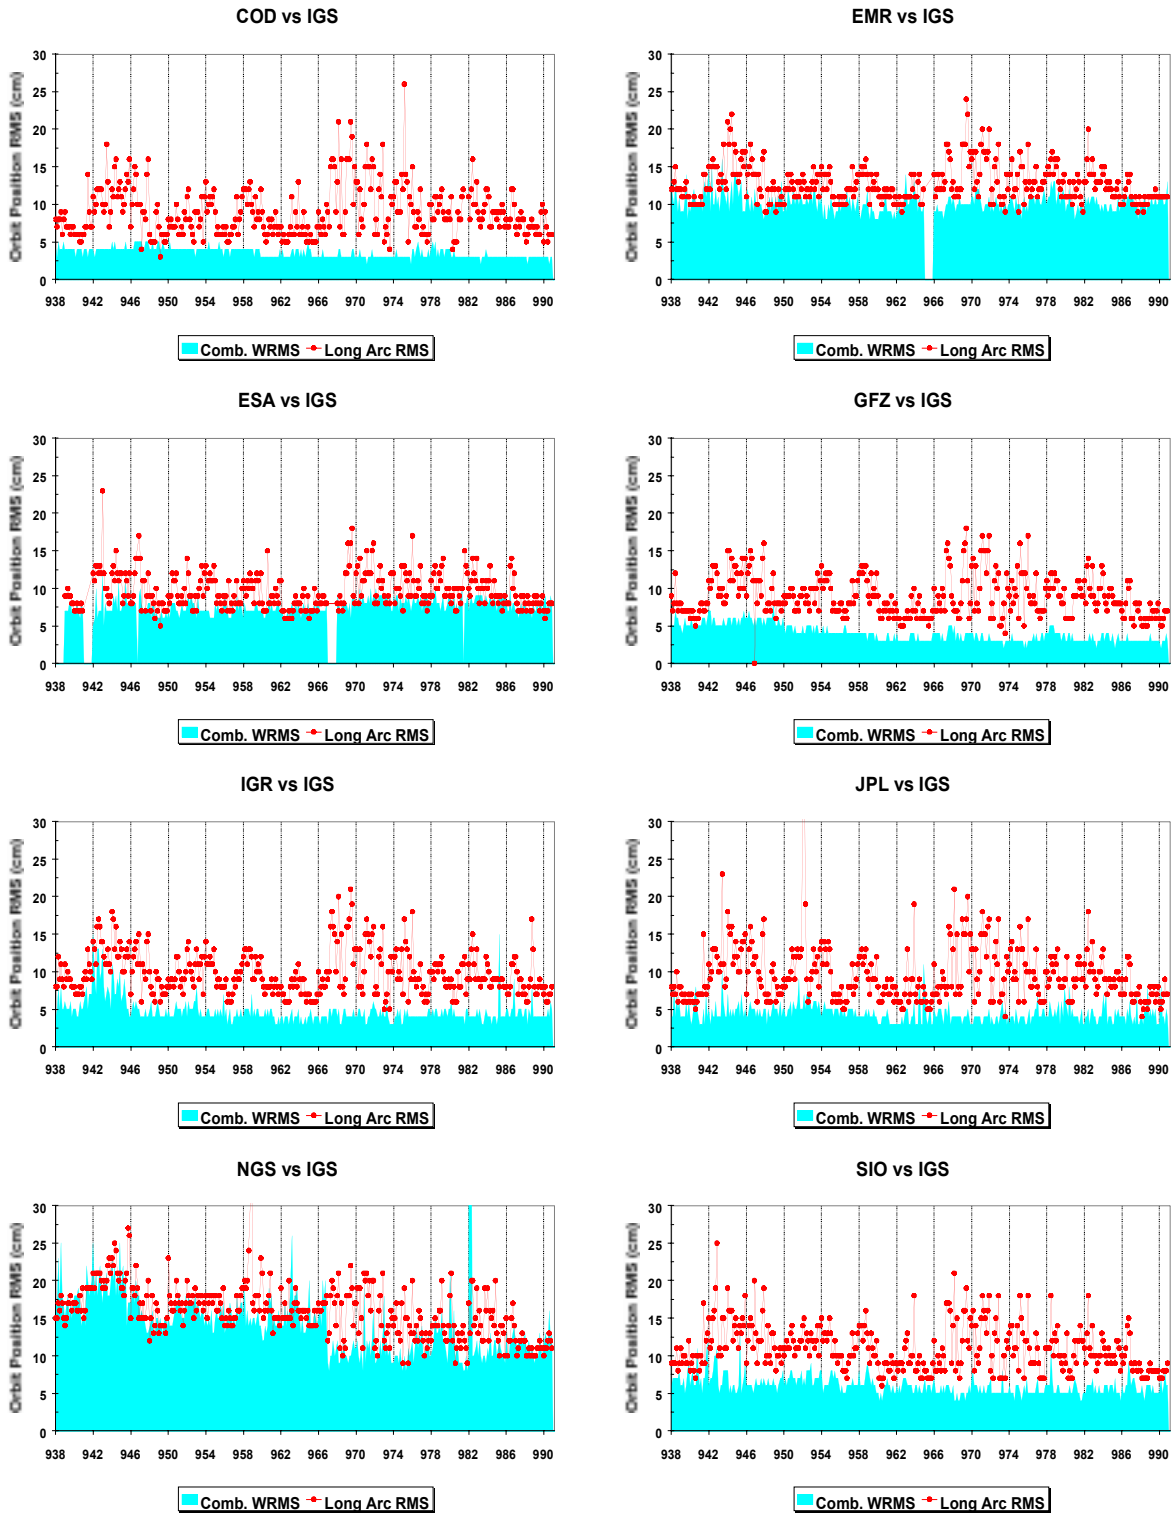 COD vs IGS
EMR vs IGS
Orbit Position RMS (cm)
30
25
20
15
10
5
0
938 942 946 950 954 958 962 966 970 974 978 982 986 990
Comb. WRMS Long Arc RMS
Orbit Position RMS (cm)
30
25
20
15
10
5
0
938 942 946 950 954 958 962 966 970 974 978 982 986 990
Comb. WRMS Long Arc RMS
ESA vs IGS
GFZ vs IGS
Orbit Position RMS (cm)
30
25
20
15
10
5
0
938 942 946 950 954 958 962 966 970 974 978 982 986 990
Comb. WRMS Long Arc RMS
Orbit Position RMS (cm)
30
25
20
15
10
5
0
938 942 946 950 954 958 962 966 970 974 978 982 986 990
Comb. WRMS Long Arc RMS
IGR vs IGS
JPL vs IGS
Orbit Position RMS (cm)
30
25
20
15
10
5
0
938 942 946 950 954 958 962 966 970 974 978 982 986 990
Comb. WRMS Long Arc RMS
Orbit Position RMS (cm)
30
25
20
15
10
5
0
938 942 946 950 954 958 962 966 970 974 978 982 986 990
Comb. WRMS Long Arc RMS
NGS vs IGS
SIO vs IGS
Orbit Position RMS (cm)
30
25
20
15
10
5
0
938 942 946 950 954 958 962 966 970 974 978 982 986 990
Comb. WRMS Long Arc RMS
Orbit Position RMS (cm)
30
25
20
15
10
5
0
938 942 946 950 954 958 962 966 970 974 978 982 986 990
Comb. WRMS Long Arc RMS